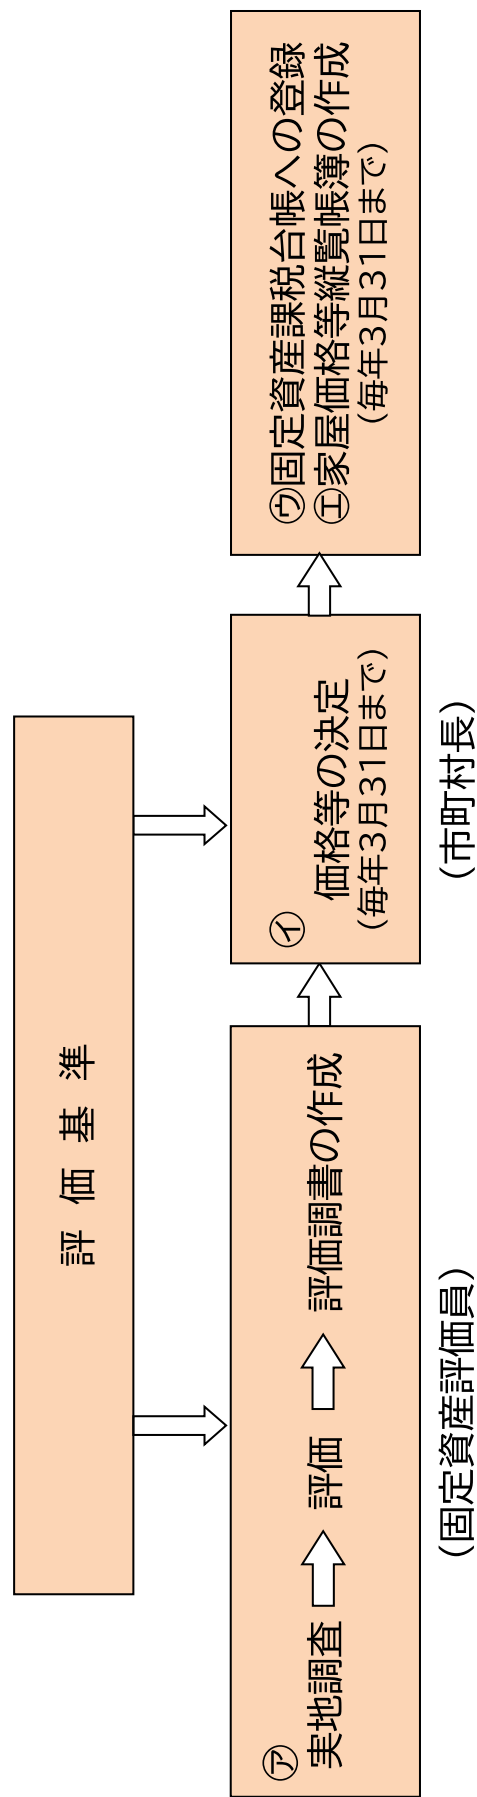 評価基準
㋐
実地調査 評価 評価調書の作成
(固定資産評価員)
㋑
価格等の決定
(毎年3月31日まで)
(市町村長)
㋒固定資産課税台帳への登録
㋓家屋価格等縦覧帳簿の作成
(毎年3月31日まで)